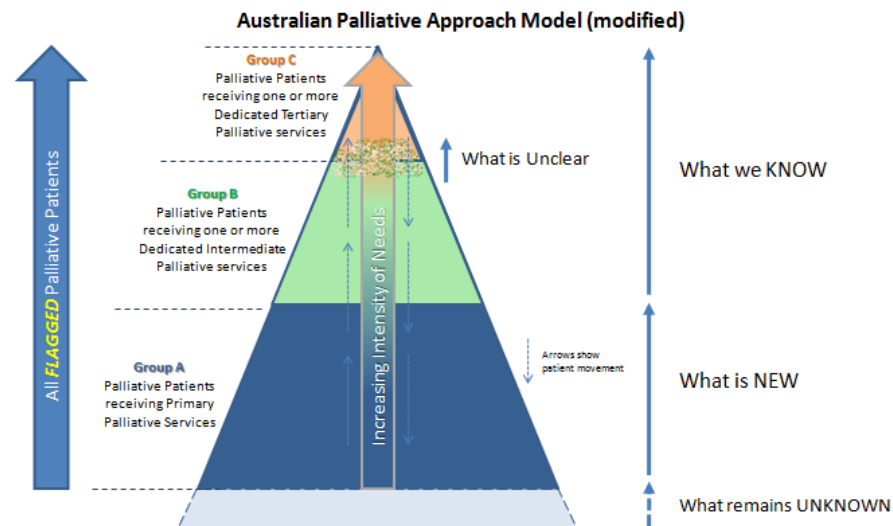 Australian Palliative Approach Model (modified)
All FLAGGED Palliative Patients
Group C
Palliative Patients
receiving one or more
Dedicated Tertiary
Palliative services
Group B
Palliative Patients
receiving one or more
Dedicated Intermediate
Palliative services
Group A
Palliative Patients
receiving Primary
Palliative Services
Increasing Intensity of Needs
What is Unclear
Arrows show
patient movement
What we KNOW
What is NEW
What remains UNKNOWN